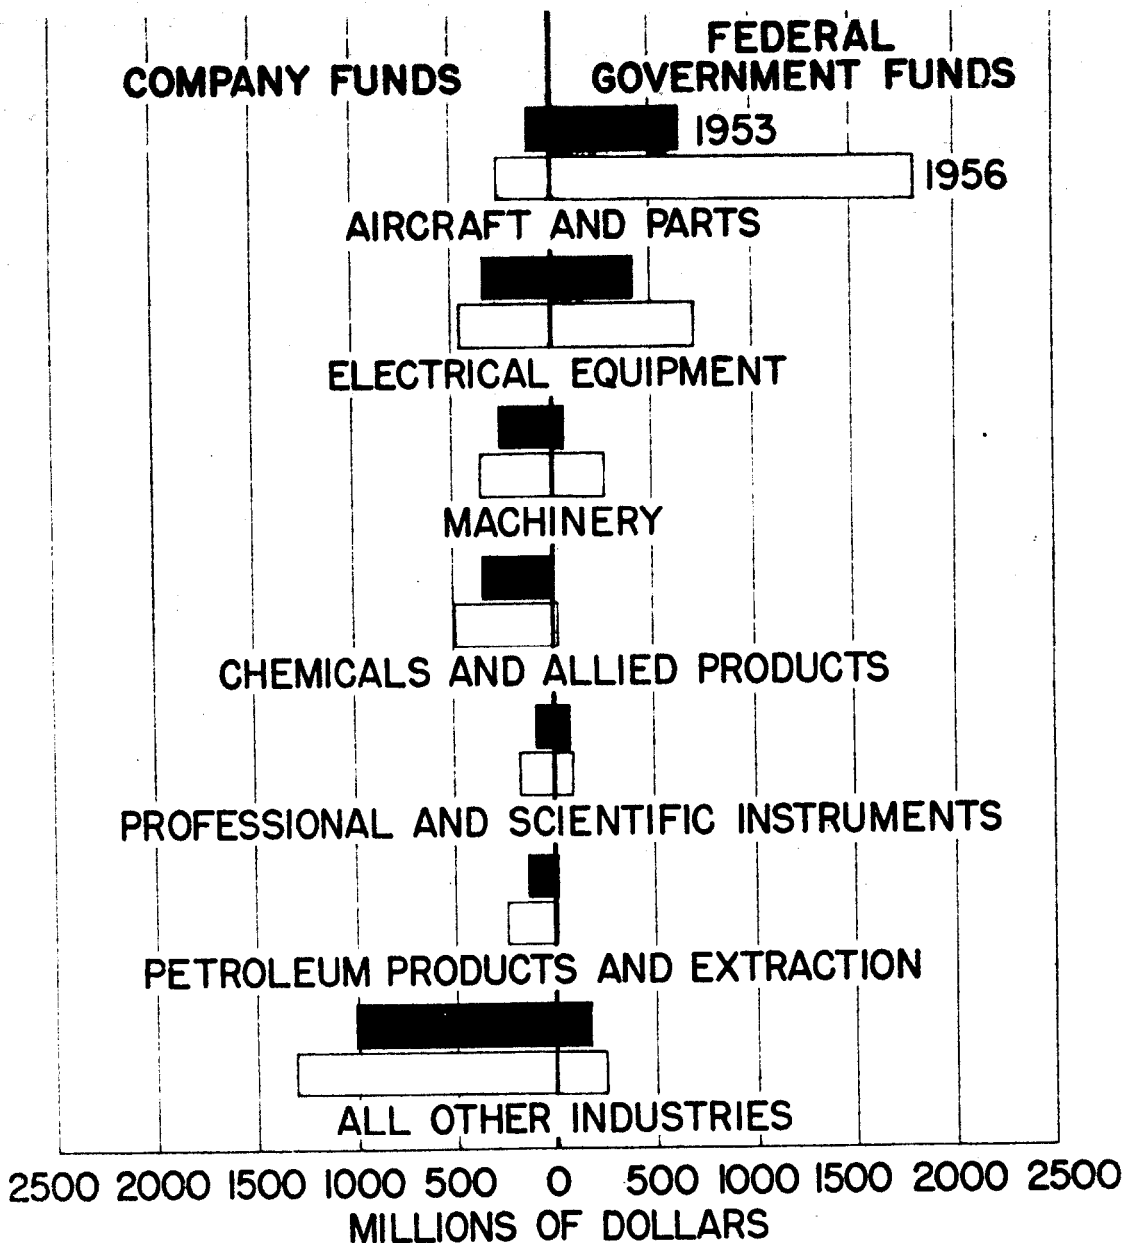 COMPANY FUNDS
FEDERAL
GOVERNMENT FUNDS
1953
1956
AIRCRAFT AND PARTS
ELECTRICAL EQUIPMENT
MACHINERY
CHEMICALS AND ALLIED PRODUCTS
PROFESSIONAL AND SCIENTIFIC INSTRUMENTS
PETROLEUM PRODUCTS AND EXTRACTION
ALL OTHER INDUSTRIES
2500 2000 1500 1000 500 0 500 1000 1500 2000 2500
MILLIONS OF DOLLARS